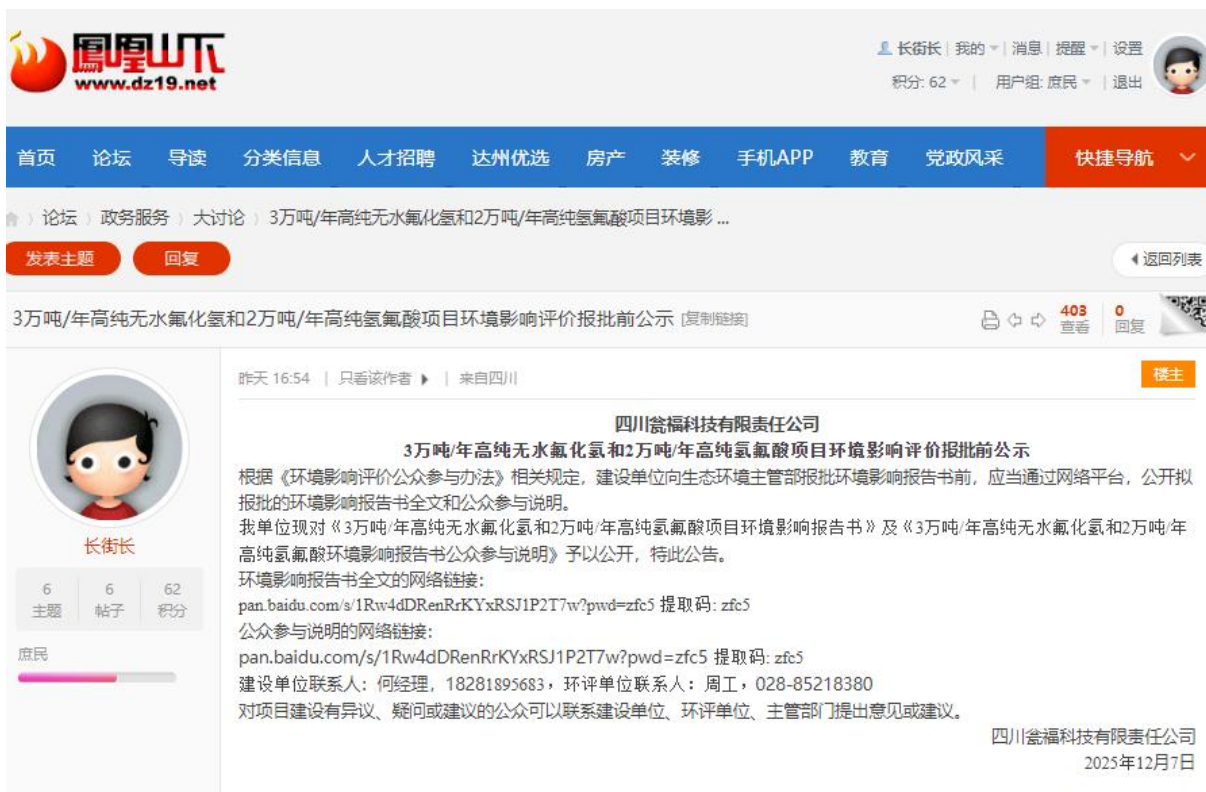 鳳凰山下
www.dz19.net
长街长 | 我的 | 消息 | 提醒 | 设置
积分: 62 | 用户组: 庶民 | 退出
首页 论坛 导读 分类信息 人才招聘 达州优选 房产 装修 手机APP 教育 党政风采 快捷导航
论坛 政务服务 大讨论 3万吨/年高纯无水氟化氢和2万吨/年高纯氢氟酸项目环境影 ...
发表主题 回复 返回列表
3万吨/年高纯无水氟化氢和2万吨/年高纯氢氟酸项目环境影响评价报批前公示 [复制链接] 403 查看 0 回复
昨天 16:54 | 只看该作者 | 来自四川 楼主
长街长
6 主题 6 帖子 62 积分
庶民
四川瓮福科技有限责任公司
3万吨/年高纯无水氟化氢和2万吨/年高纯氢氟酸项目环境影响评价报批前公示
根据《环境影响评价公众参与办法》相关规定，建设单位向生态环境主管部报批环境影响报告书前，应当通过网络平台，公开拟
报批的环境影响报告书全文和公众参与说明。
我单位现对《3万吨/年高纯无水氟化氢和2万吨/年高纯氢氟酸项目环境影响报告书》及《3万吨/年高纯无水氟化氢和2万吨/年
高纯氢氟酸环境影响报告书公众参与说明》予以公开，特此公告。
环境影响报告书全文的网络链接：
pan.baidu.com/s/1Rw4dDRenRrKYxRSJ1P2T7w?pwd=zfc5 提取码: zfc5
公众参与说明的网络链接：
pan.baidu.com/s/1Rw4dDRenRrKYxRSJ1P2T7w?pwd=zfc5 提取码: zfc5
建设单位联系人：何经理，18281895683，环评单位联系人：周工，028-85218380
对项目建设有异议、疑问或建议的公众可以联系建设单位、环评单位、主管部门提出意见或建议。
四川瓮福科技有限责任公司
2025年12月7日